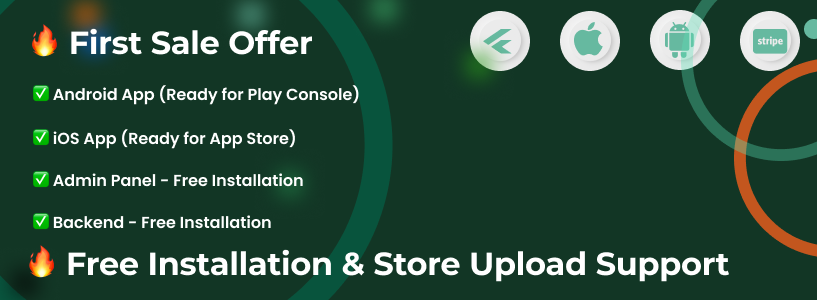 🔥 First Sale Offer
stripe
✅ Android App (Ready for Play Console)
✅ iOS App (Ready for App Store)
✅ Admin Panel - Free Installation
✅ Backend - Free Installation
🔥 Free Installation & Store Upload Support